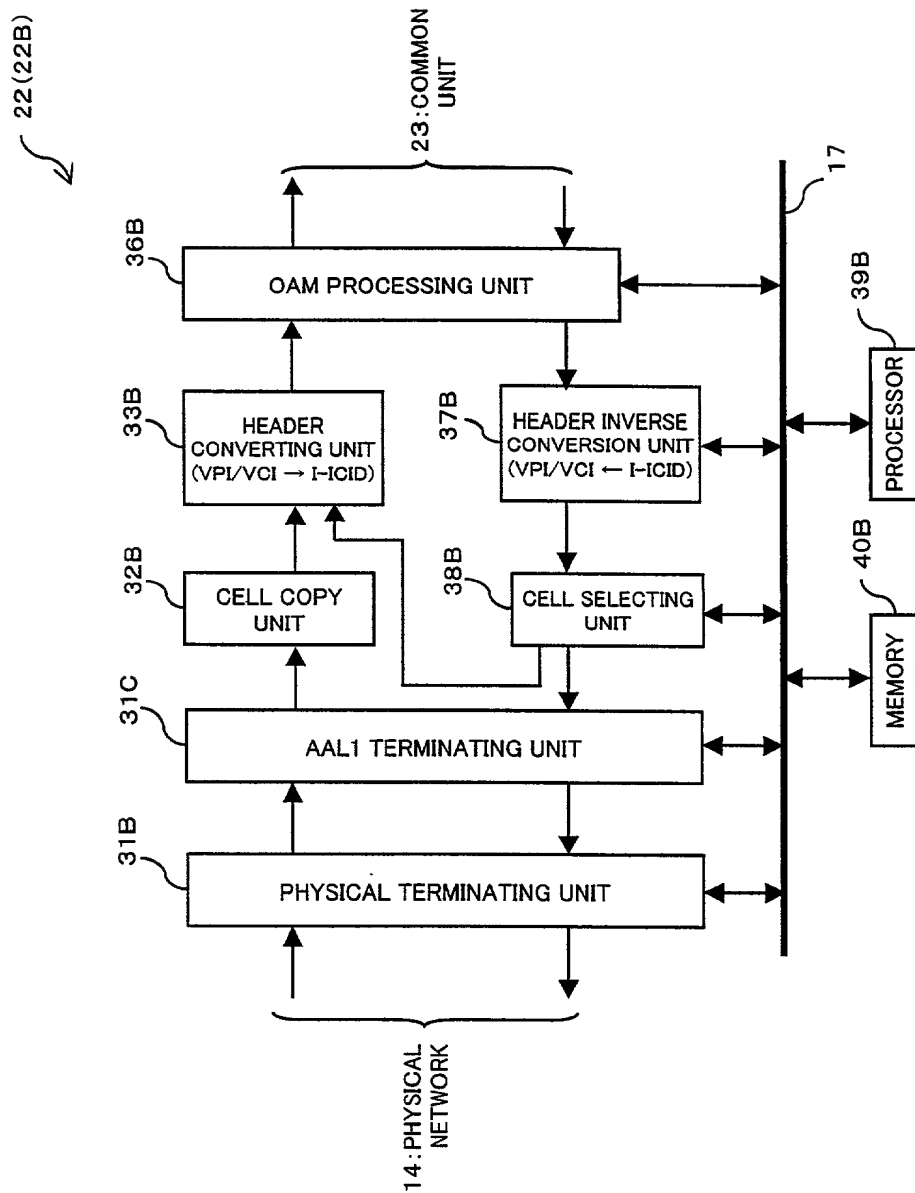 22(22B)
14:PHYSICAL
NETWORK
31B
PHYSICAL TERMINATING UNIT
31C
AAL1 TERMINATING UNIT
32B
CELL COPY
UNIT
33B
HEADER
CONVERTING UNIT
(VPI/VCI → I-ICID)
36B
OAM PROCESSING UNIT
23:COMMON
UNIT
38B
CELL SELECTING
UNIT
37B
HEADER INVERSE
CONVERSION UNIT
(VPI/VCI ← I-ICID)
17
40B
MEMORY
39B
PROCESSOR